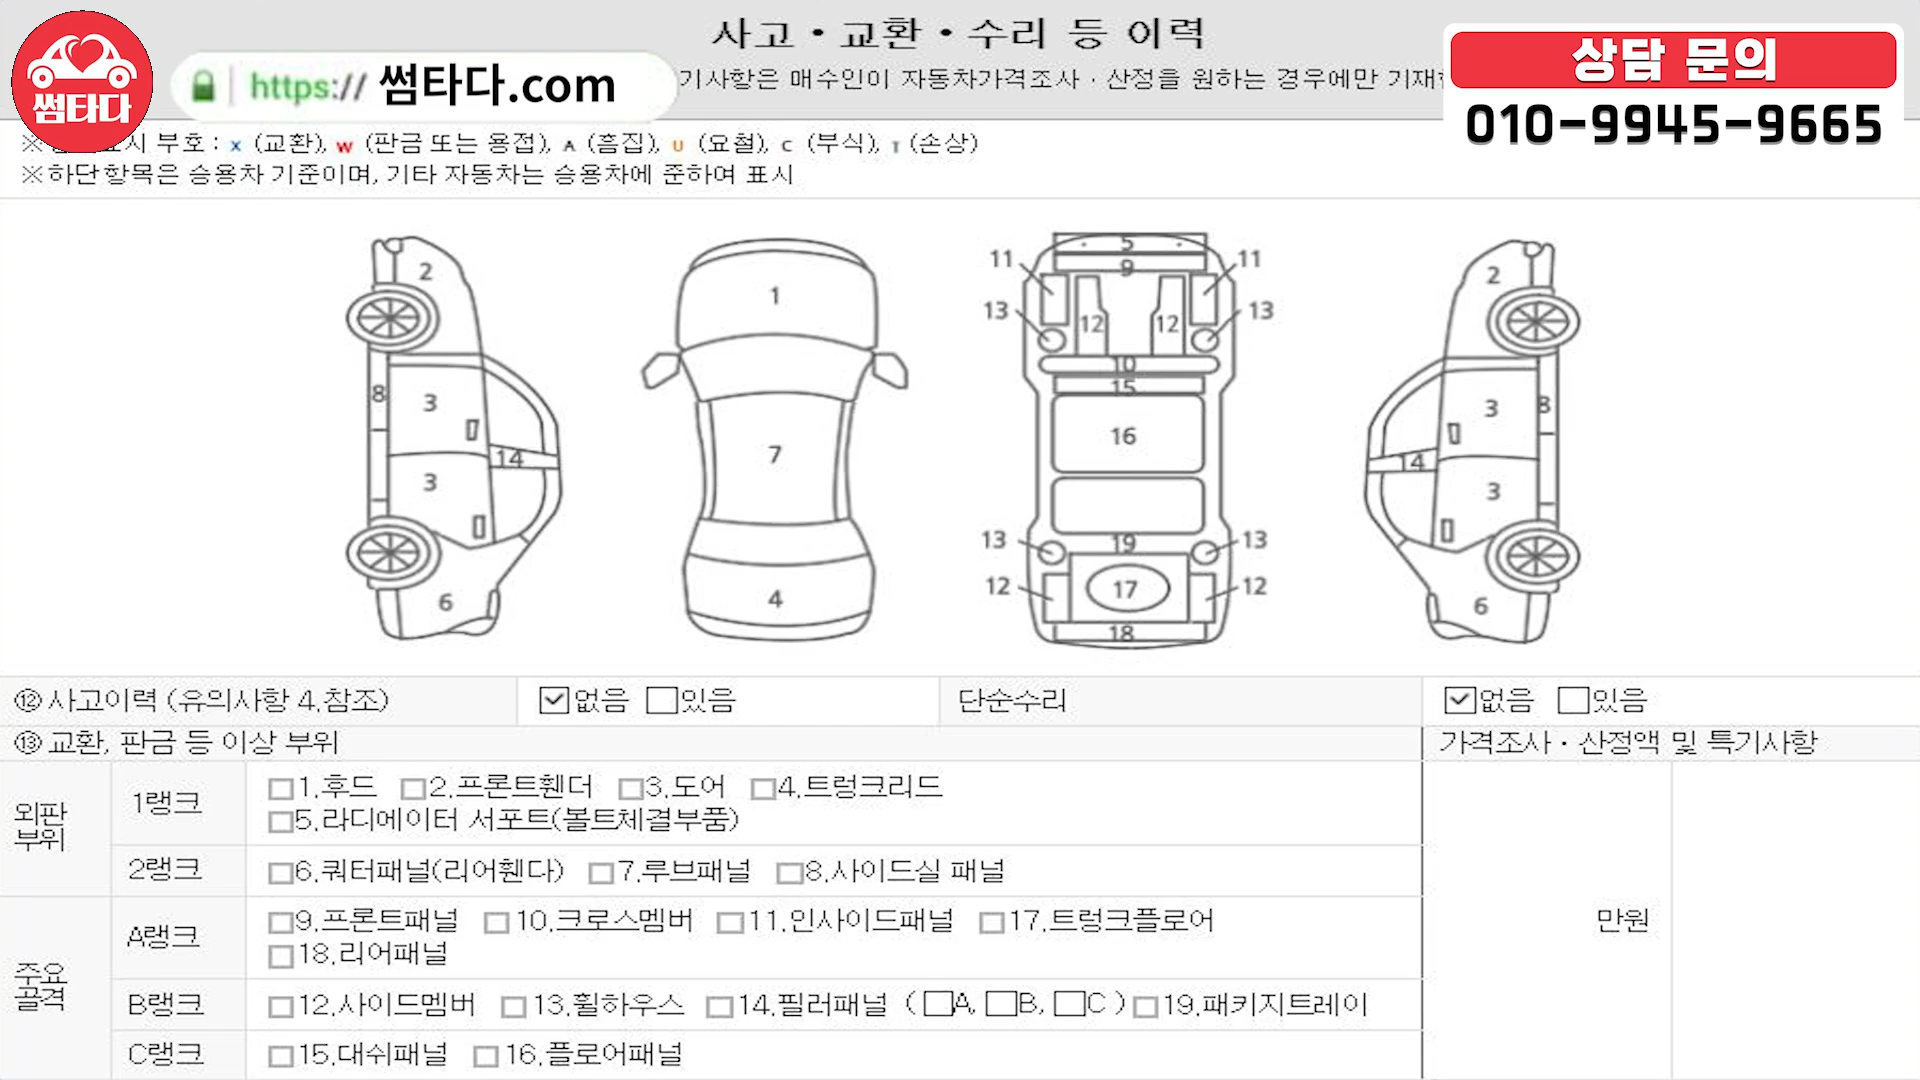 사고 • 교환 • 수리 등 이력
썸타다
https:// 썸타다.com
기사항은 매수인이 자동차가격조사 · 산정을 원하는 경우에만 기재
상담 문의
010-9945-9665
부호 : X (교환), W (판금 또는 용접), A (흠집), U (요철), C (부식), T (손상)
※하단항목은 승용차 기준이며, 기타 자동차는 승용차에 준하여 표시
2 8 3 14 3 6
1 7 4
5 9 11 11 13 13 12 12 10 15 16 13 13 19 12 12 17 18
2 3 8 14 3 6
⑫ 사고이력 (유의사항 4.참조) 없음 있음 단순수리 없음 있음
⑬ 교환, 판금 등 이상 부위 가격조사 · 산정액 및 특기사항
외판
부위
1랭크 1.후드 2.프론트휀더 3.도어 4.트렁크리드
5.라디에이터 서포트(볼트체결부품)
2랭크 6.쿼터패널(리어휀다) 7.루브패널 8.사이드실 패널
주요
골격
A랭크 9.프론트패널 10.크로스멤버 11.인사이드패널 17.트렁크플로어
18.리어패널
만원
B랭크 12.사이드멤버 13.휠하우스 14.필러패널 ( A, B, C ) 19.패키지트레이
C랭크 15.대쉬패널 16.플로어패널